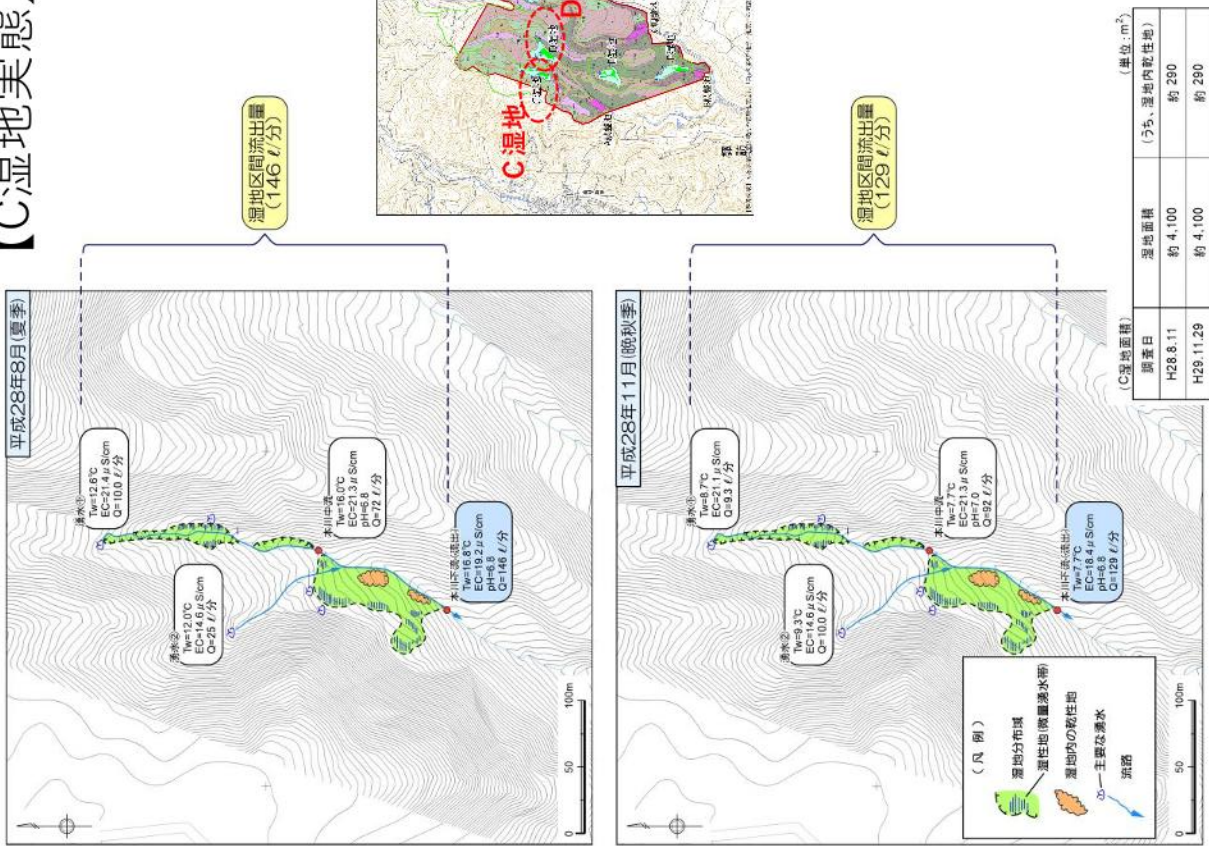 【C湿地実態】
平成28年8月(夏季)
湧水①
Tw=12.6℃
EC=21.4μS/cm
Q=10.0 ℓ/分
湧水②
Tw=12.0℃
EC=14.6μS/cm
Q=25 ℓ/分
本川中流
Tw=16.0℃
EC=21.3μS/cm
pH=6.8
Q=72 ℓ/分
本川下流(流出)
Tw=16.8℃
EC=19.2μS/cm
pH=6.8
Q=146 ℓ/分
0 50 100m
湿地区間流出量
(146 ℓ/分)
C湿地
D
平成28年11月(晩秋季)
湧水①
Tw=8.7℃
EC=21.1μS/cm
Q=9.3 ℓ/分
湧水②
Tw=9.3℃
EC=14.6μS/cm
Q=10.0 ℓ/分
本川中流
Tw=7.7℃
EC=21.3μS/cm
pH=7.0
Q=92 ℓ/分
本川下流(流出)
Tw=7.7℃
EC=18.4μS/cm
pH=6.8
Q=129 ℓ/分
(凡 例)
湿地分布域
湿性地(微量湧水帯)
湿地内の乾性地
主要な湧水
流路
0 50 100m
湿地区間流出量
(129 ℓ/分)
(C湿地面積) (単位:m²)
調査日 湿地面積 (うち、湿地内乾性地)
H28.8.11 約 4,100 約 290
H29.11.29 約 4,100 約 290